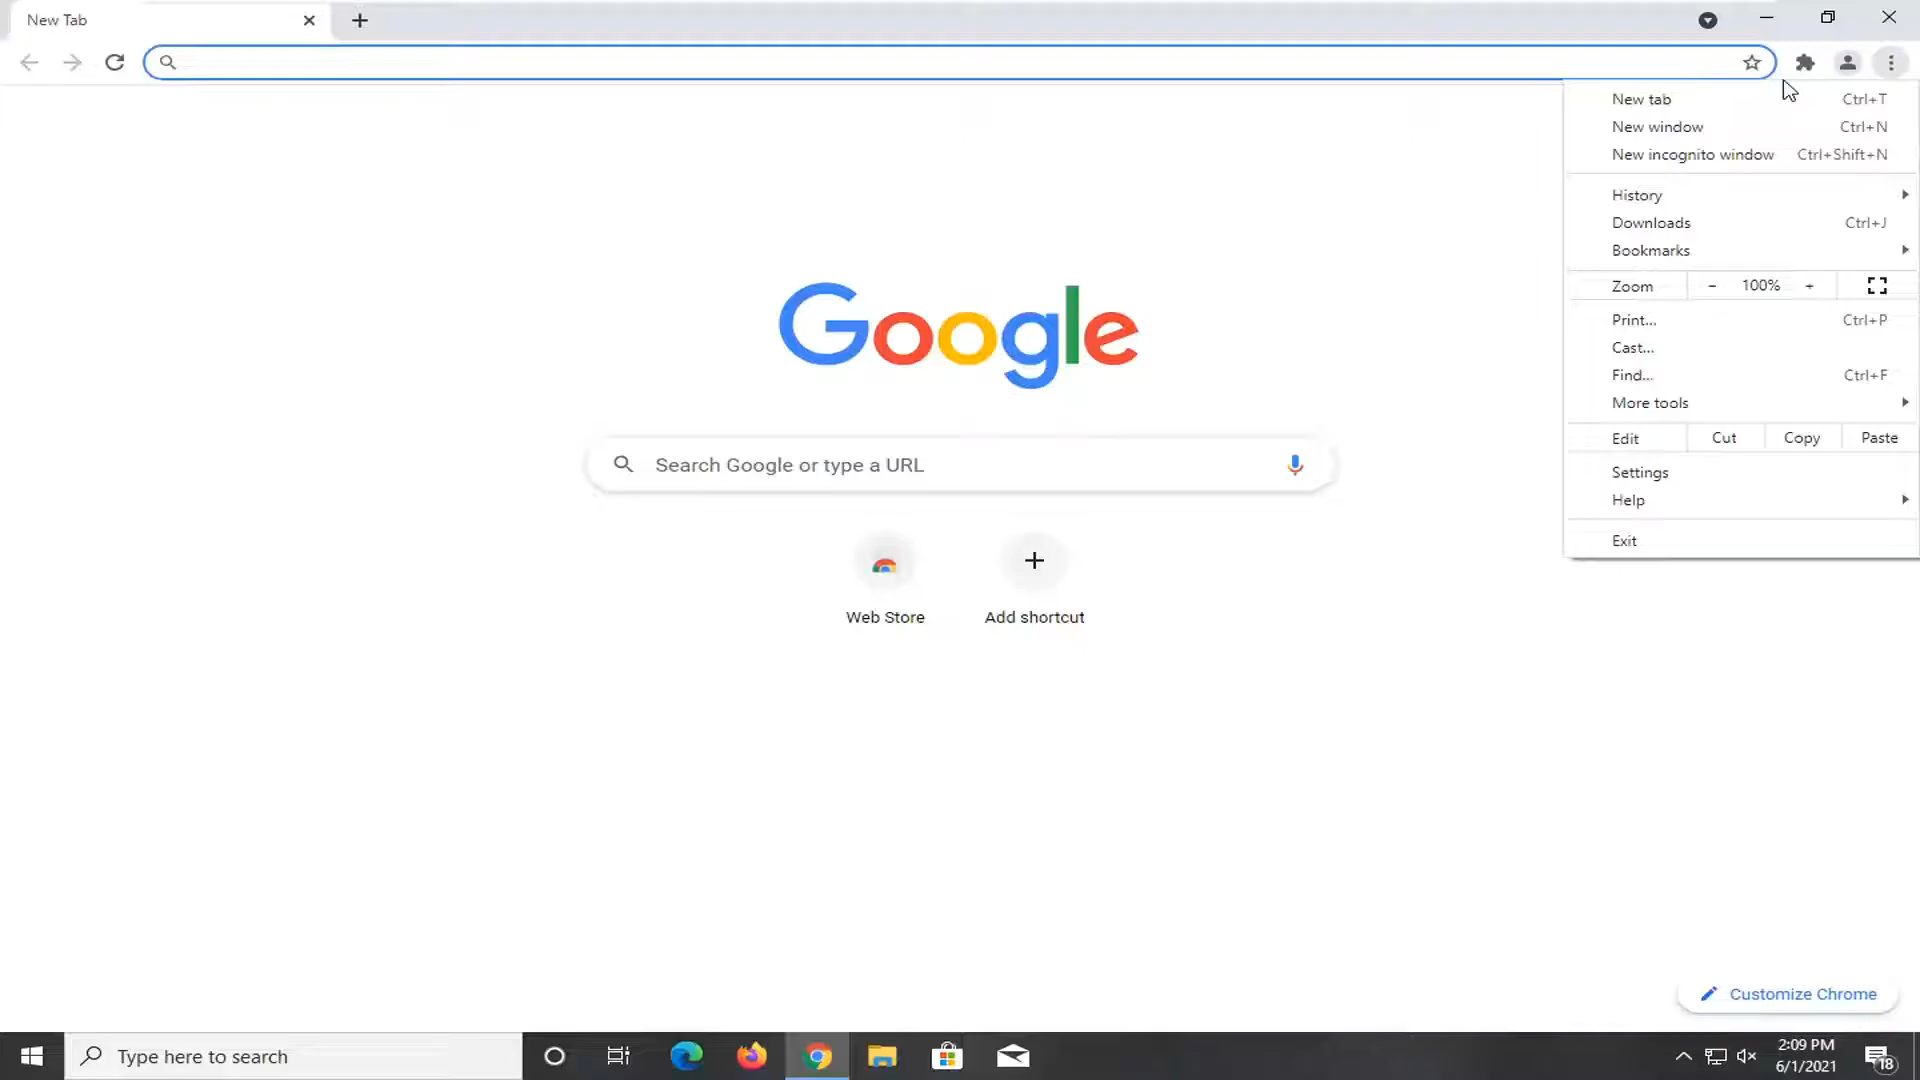 New Tab
New tab Ctrl+T
New window Ctrl+N
New incognito window Ctrl+Shift+N
History
Downloads Ctrl+J
Bookmarks
Zoom - 100% +
Print... Ctrl+P
Cast...
Find... Ctrl+F
More tools
Edit Cut Copy Paste
Settings
Help
Exit
Google
Search Google or type a URL
Web Store Add shortcut
Customize Chrome
Type here to search
2:09 PM
6/1/2021
18